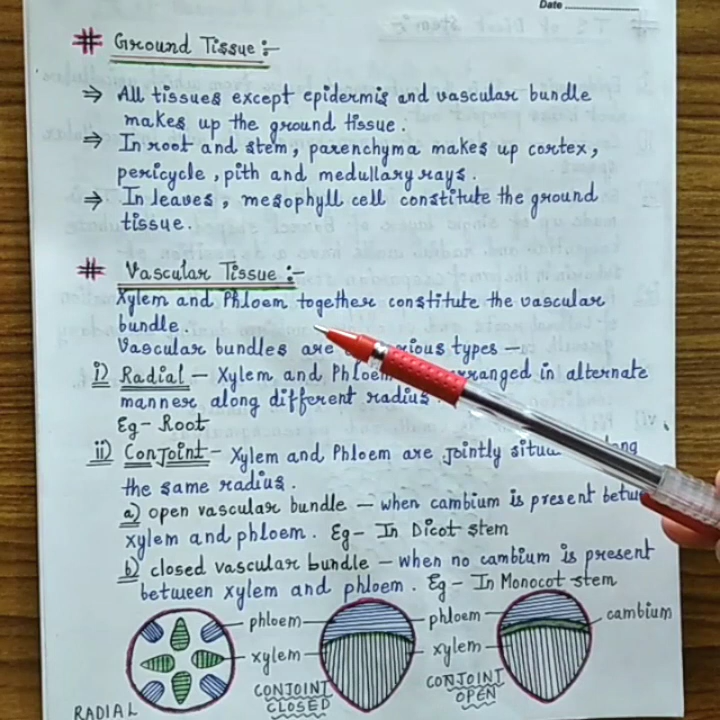 Date
# Ground Tissue :-
⇒ All tissues except epidermis and vascular bundle
makes up the ground tissue.
⇒ In root and stem, parenchyma makes up cortex,
pericycle, pith and medullary rays.
⇒ In leaves, mesophyll cell constitute the ground
tissue.
# Vascular Tissue :-
Xylem and Phloem together constitute the vascular
bundle.
Vascular bundles are types —
i) Radial — Xylem and Phloem arranged in alternate
manner along different radius.
Eg - Root
ii) Conjoint - Xylem and Phloem are jointly
the same radius.
a) open vascular bundle — when cambium is present
xylem and phloem. Eg - In Dicot stem
b) closed vascular bundle — when no cambium is present
between xylem and phloem. Eg - In Monocot stem
phloem phloem cambium
xylem xylem
RADIAL
CONJOINT
CLOSED
CONJOINT
OPEN